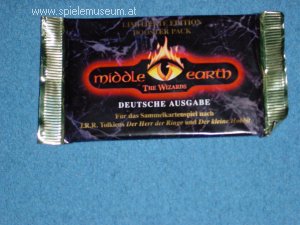 www.spielemuseum.at
LIMITIERTE EDITION
BOOSTER PACK
middle earth
THE WIZARDS
DEUTSCHE AUSGABE
Für das Sammelkartenspiel nach
J.R.R. Tolkiens Der Herr der Ringe und Der kleine Hobbit